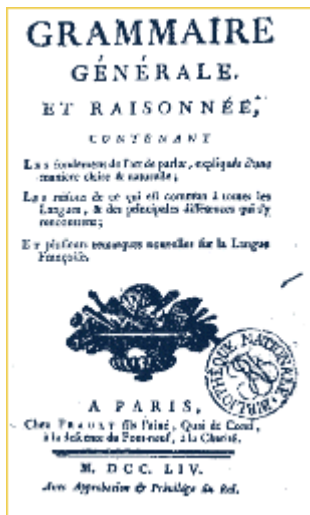 GRAMMAIRE
GÉNÉRALE.
ET RAISONNÉE,
CONTENANT
Les fondemens de l'art de parler, expliqués d'une
maniere claire & naturelle;
Les raisons de ce qui est commun à toutes les
Langues, & des principales différences qui s'y
rencontrent;
Et plusieurs remarques nouvelles sur la Langue
Françoise.
A PARIS,
Chez PRAULT fils l'aîné, Quai de Conti,
à la descente du Pont-neuf, à la Charité.
M. DCC. LIV.
Avec Approbation & Privilége du Roi.
BIBLIOTHÈQUE NATIONALE